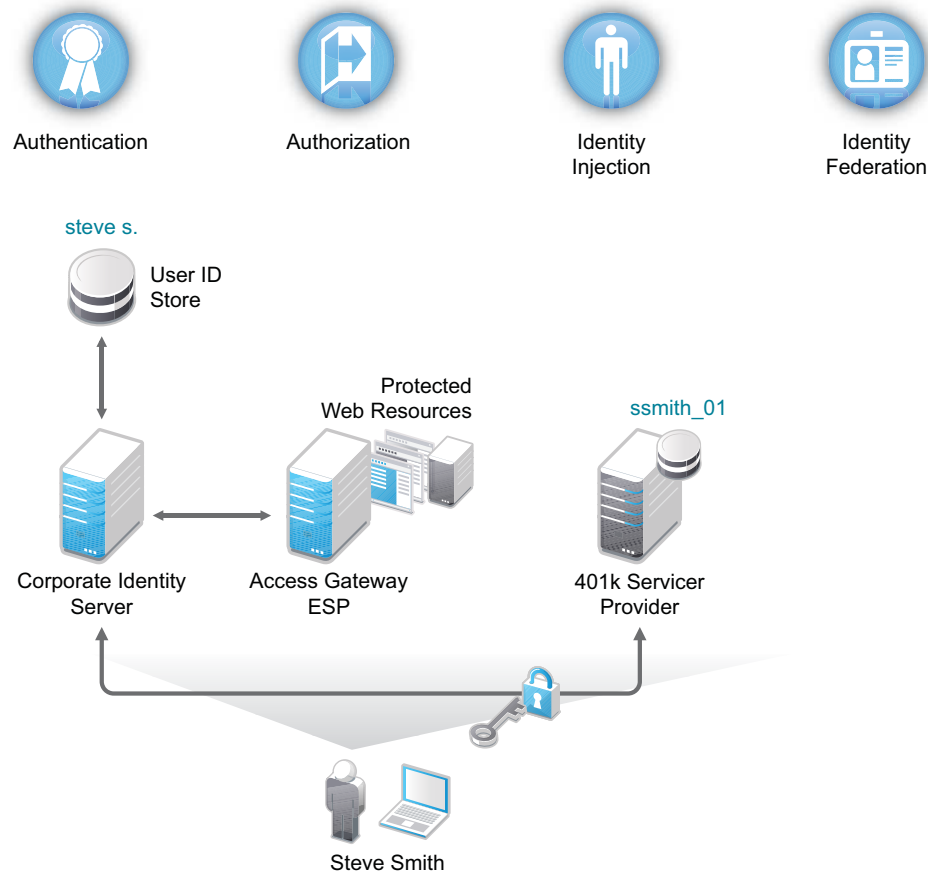 Authentication
Authorization
Identity
Injection
Identity
Federation
steve s.
User ID
Store
Protected
Web Resources
ssmith_01
Corporate Identity
Server
Access Gateway
ESP
401k Servicer
Provider
Steve Smith